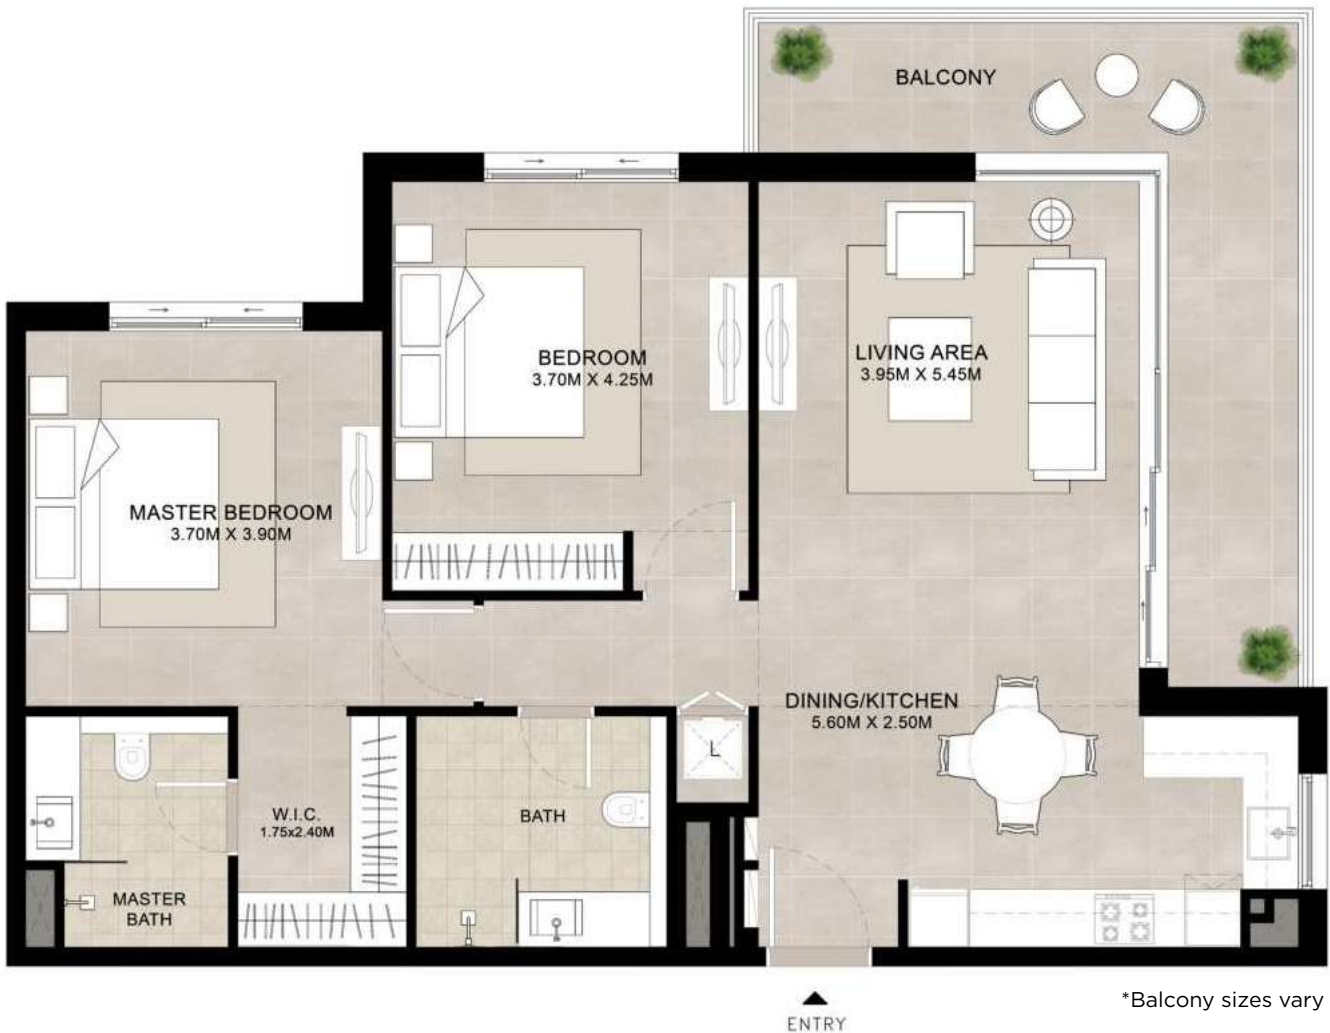 BALCONY
BEDROOM
3.70M X 4.25M
LIVING AREA
3.95M X 5.45M
MASTER BEDROOM
3.70M X 3.90M
DINING/KITCHEN
5.60M X 2.50M
L
W.I.C.
1.75x2.40M
BATH
MASTER
BATH
*Balcony sizes vary
ENTRY